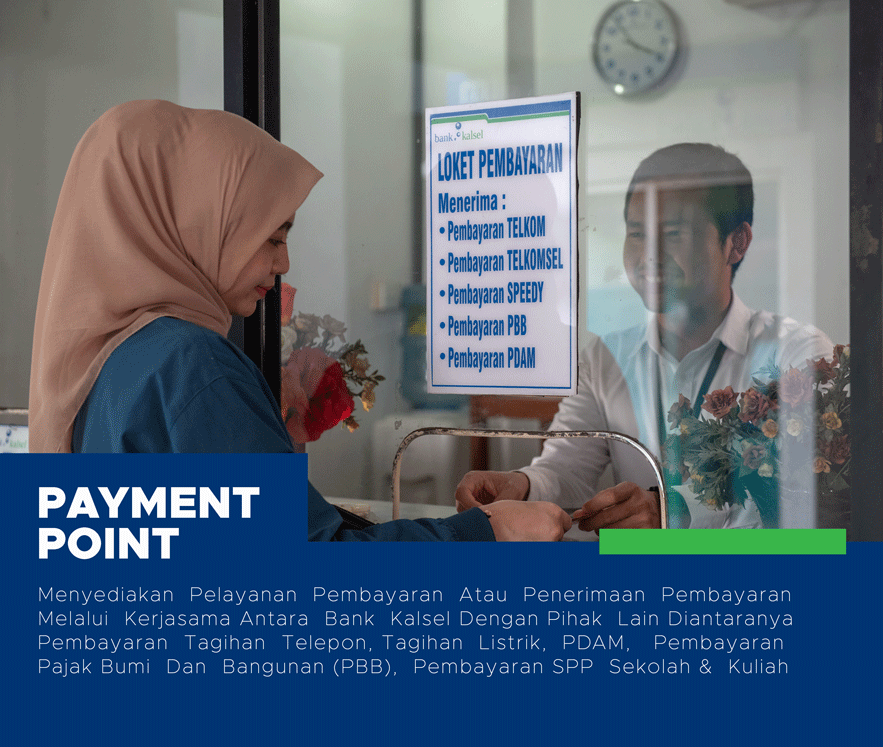 bank kalsel
LOKET PEMBAYARAN
Menerima :
• Pembayaran TELKOM
• Pembayaran TELKOMSEL
• Pembayaran SPEEDY
• Pembayaran PBB
• Pembayaran PDAM
PAYMENT
POINT
Menyediakan Pelayanan Pembayaran Atau Penerimaan Pembayaran
Melalui Kerjasama Antara Bank Kalsel Dengan Pihak Lain Diantaranya
Pembayaran Tagihan Telepon, Tagihan Listrik, PDAM, Pembayaran
Pajak Bumi Dan Bangunan (PBB), Pembayaran SPP Sekolah & Kuliah